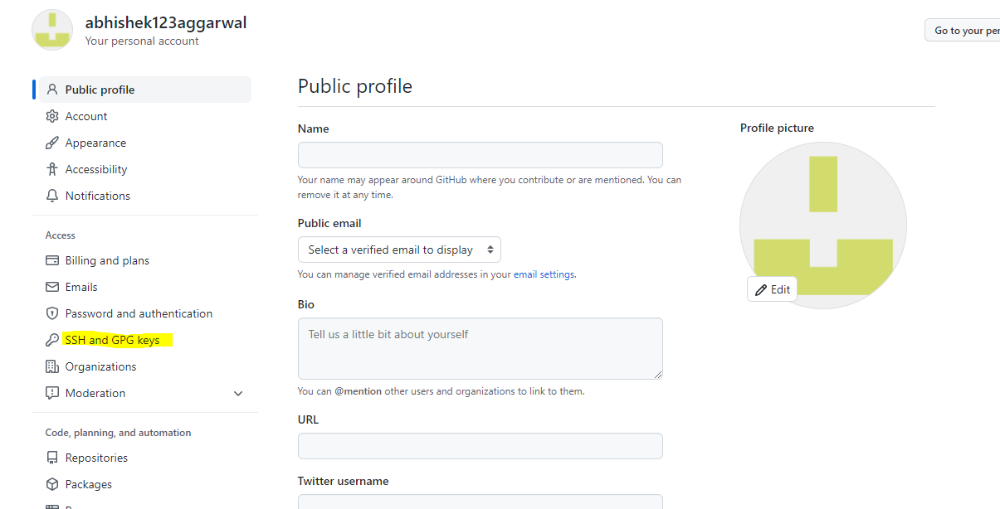 abhishek123aggarwal
Your personal account
Go to your per
Public profile
Account
Appearance
Accessibility
Notifications
Access
Billing and plans
Emails
Password and authentication
SSH and GPG keys
Organizations
Moderation
Code, planning, and automation
Repositories
Packages
Public profile
Name
Your name may appear around GitHub where you contribute or are mentioned. You can
remove it at any time.
Public email
Select a verified email to display
You can manage verified email addresses in your email settings.
Bio
Tell us a little bit about yourself
You can @mention other users and organizations to link to them.
URL
Twitter username
Profile picture
Edit